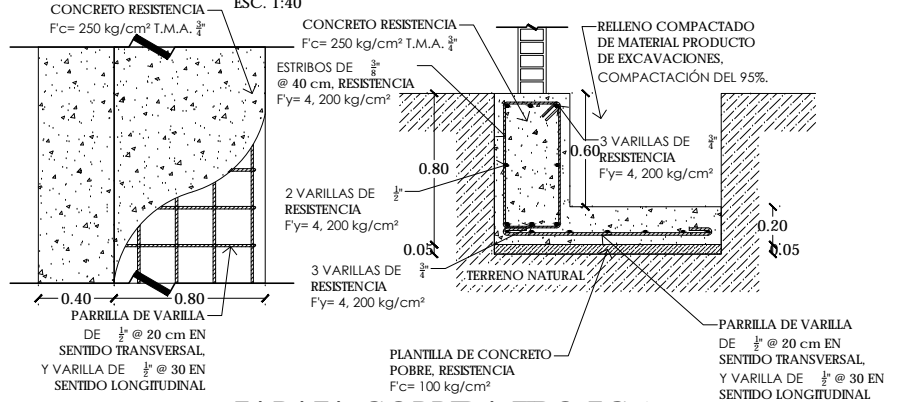 ESC. 1:40
CONCRETO RESISTENCIA
F'c= 250 kg/cm² T.M.A. 3/4"
CONCRETO RESISTENCIA
F'c= 250 kg/cm² T.M.A. 3/4"
ESTRIBOS DE 3/8"
@ 40 cm, RESISTENCIA
F'y= 4, 200 kg/cm²
RELLENO COMPACTADO
DE MATERIAL PRODUCTO
DE EXCAVACIONES,
COMPACTACIÓN DEL 95%.
3 VARILLAS DE 3/4"
RESISTENCIA
F'y= 4, 200 kg/cm²
0.60
0.80
2 VARILLAS DE 1/2"
RESISTENCIA
F'y= 4, 200 kg/cm²
0.20
0.05
0.05
3 VARILLAS DE 3/4"
RESISTENCIA
F'y= 4, 200 kg/cm²
TERRENO NATURAL
0.40
0.80
PARRILLA DE VARILLA
DE 1/2" @ 20 cm EN
SENTIDO TRANSVERSAL,
Y VARILLA DE 1/2" @ 30 EN
SENTIDO LONGITUDINAL
PLANTILLA DE CONCRETO
POBRE, RESISTENCIA
F'c= 100 kg/cm²
PARRILLA DE VARILLA
DE 1/2" @ 20 cm EN
SENTIDO TRANSVERSAL,
Y VARILLA DE 1/2" @ 30 EN
SENTIDO LONGITUDINAL